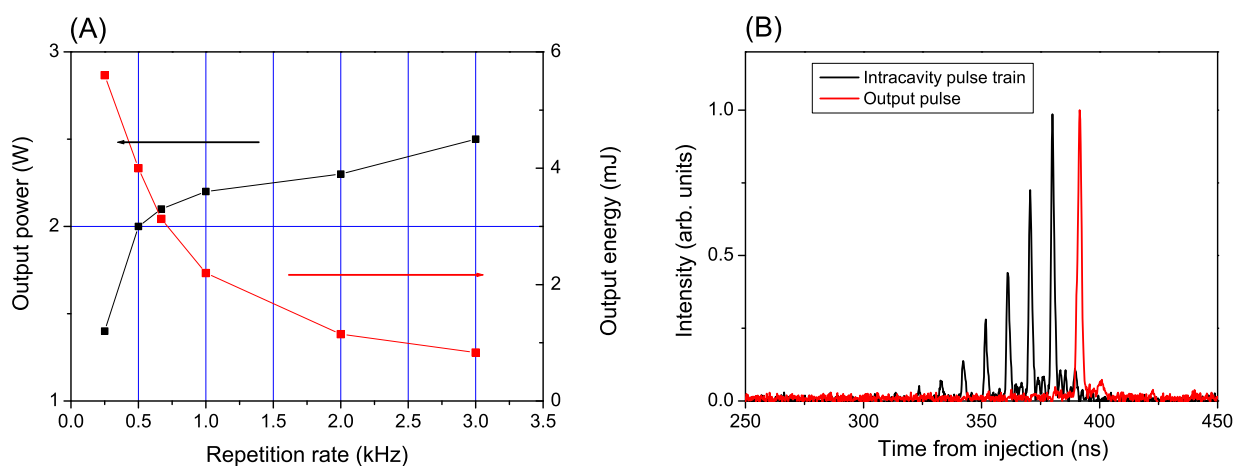 (A)
3
2
1
Output power (W)
0.0 0.5 1.0 1.5 2.0 2.5 3.0 3.5
Repetition rate (kHz)
6
4
2
0
Output energy (mJ)
(B)
Intracavity pulse train
Output pulse
1.0
0.5
0.0
Intensity (arb. units)
250 300 350 400 450
Time from injection (ns)